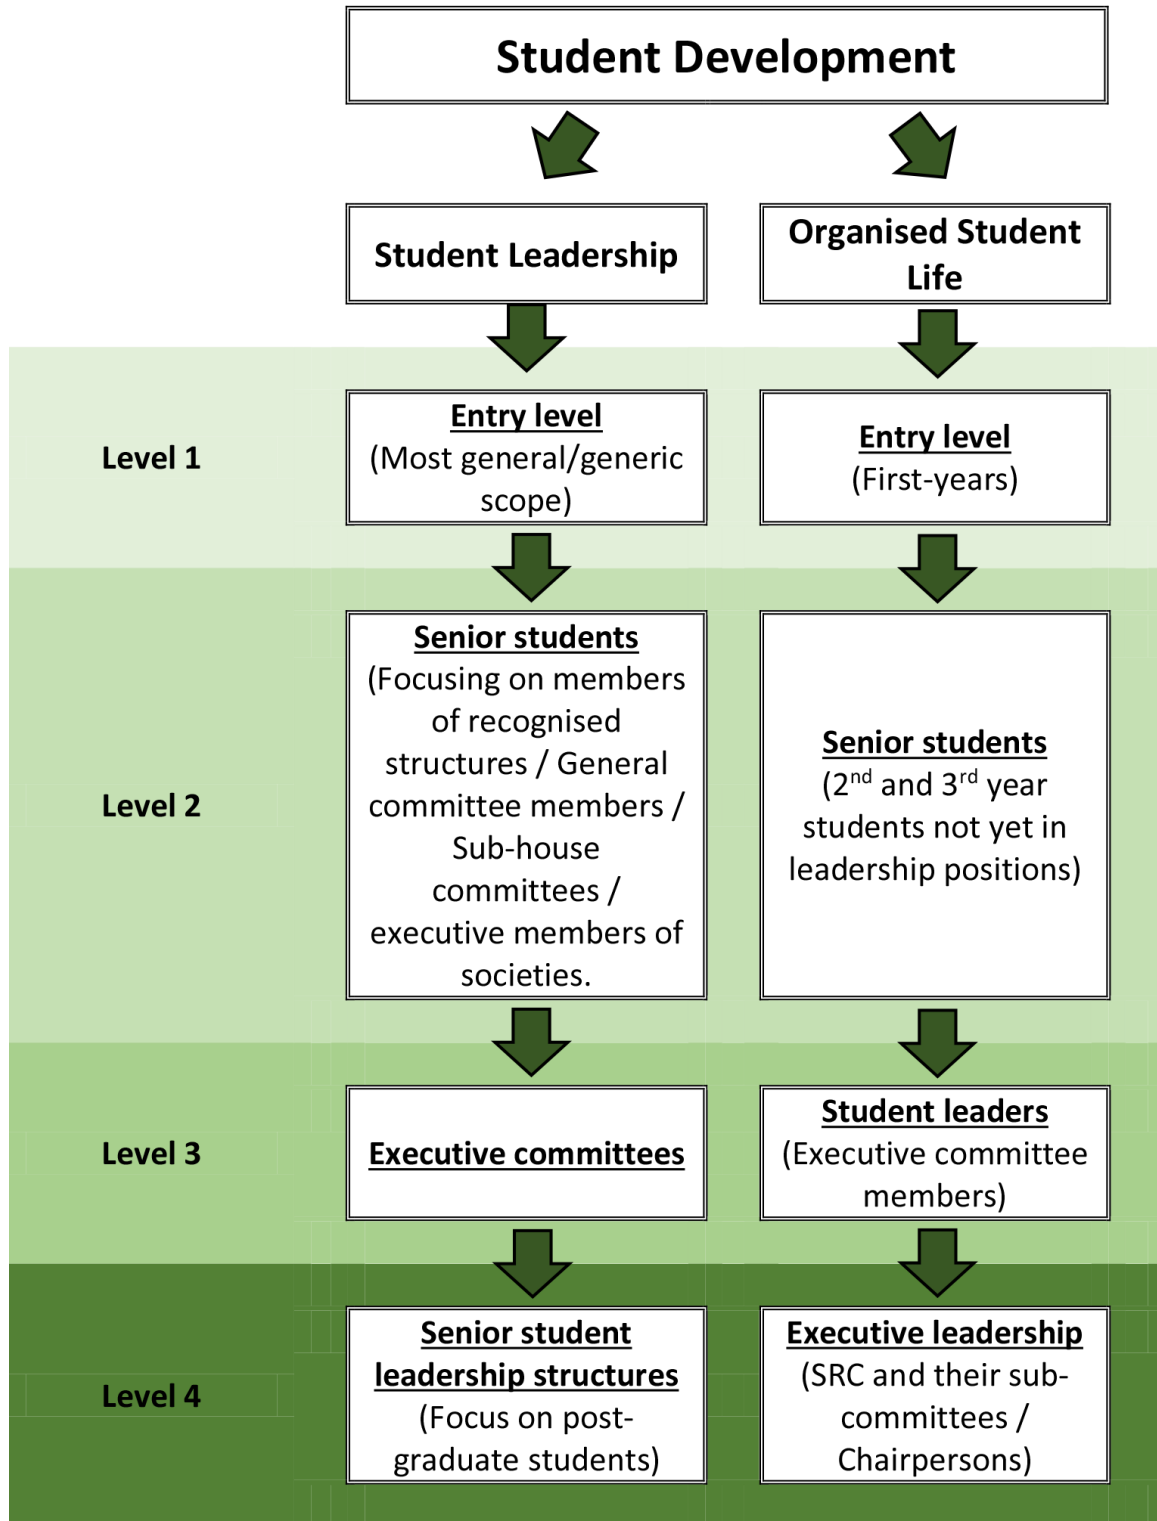 Student Development
Student Leadership
Organised Student
Life
Level 1
Entry level
(Most general/generic
scope)
Entry level
(First-years)
Level 2
Senior students
(Focusing on members
of recognised
structures / General
committee members /
Sub-house
committees /
executive members of
societies.
Senior students
(2nd and 3rd year
students not yet in
leadership positions)
Level 3
Executive committees
Student leaders
(Executive committee
members)
Level 4
Senior student
leadership structures
(Focus on post-
graduate students)
Executive leadership
(SRC and their sub-
committees /
Chairpersons)